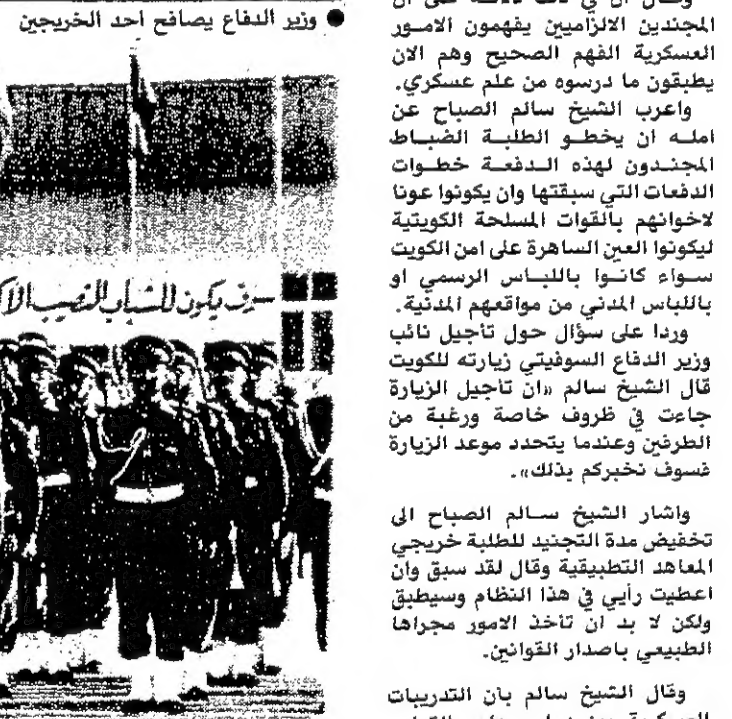 وزير الدفاع يصافح احد الخريجين
سوف يكون للشباب النصيب
المجندين الالزاميين يفهمون الامور
العسكرية الفهم الصحيح وهم الان
يطبقون ما درسوه من علم عسكري.
واعرب الشيخ سالم الصباح عن
امله ان يخطو الطلبة الضباط
المجندون لهذه الدفعة خطوات
الدفعات التي سبقتها وان يكونوا عونا
لاخوانهم بالقوات المسلحة الكويتية
ليكونوا العين الساهرة على امن الكويت
سواء كانوا باللباس الرسمي او
باللباس المدني من مواقعهم المدنية.
وردا على سؤال حول تأجيل نائب
وزير الدفاع السوفيتي زيارته للكويت
قال الشيخ سالم «ان تاجيل الزيارة
جاءت في ظروف خاصة ورغبة من
الطرفين وعندما يتحدد موعد الزيارة
فسوف نخبركم بذلك».
واشار الشيخ سالم الصباح الى
تخفيض مدة التجنيد للطلبة خريجي
المعاهد التطبيقية وقال لقد سبق وان
اعطيت رأيي في هذا النظام وسيطبق
ولكن لا بد ان تأخذ الامور مجراها
الطبيعي باصدار القوانين.
وقال الشيخ سالم بان التدريبات